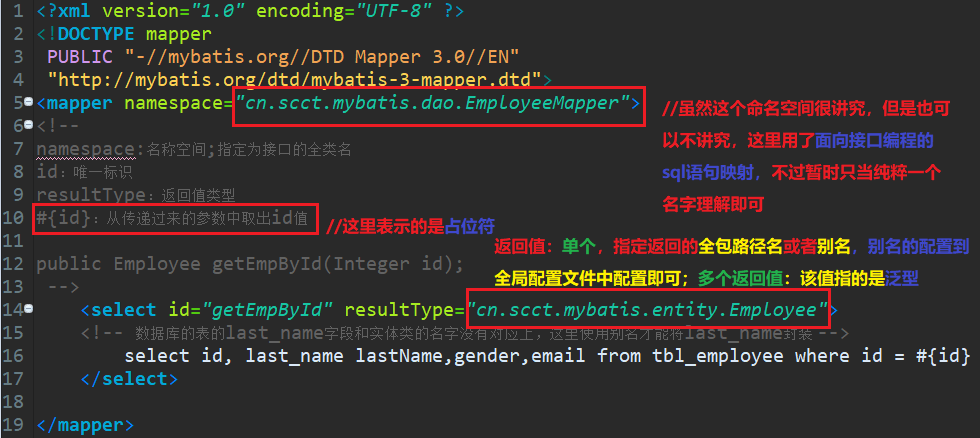 1 <?xml version="1.0" encoding="UTF-8" ?>
2 <!DOCTYPE mapper
3 PUBLIC "-//mybatis.org//DTD Mapper 3.0//EN"
4 "http://mybatis.org/dtd/mybatis-3-mapper.dtd">
5 <mapper namespace="cn.scct.mybatis.dao.EmployeeMapper">
//虽然这个命名空间很讲究，但是也可
以不讲究，这里用了面向接口编程的
sql语句映射，不过暂时只当纯粹一个
名字理解即可
6 <!--
7 namespace:名称空间;指定为接口的全类名
8 id：唯一标识
9 resultType：返回值类型
10 #{id}：从传递过来的参数中取出id值
//这里表示的是占位符
11
返回值：单个，指定返回的全包路径名或者别名，别名的配置到
全局配置文件中配置即可；多个返回值：该值指的是泛型
12 public Employee getEmpById(Integer id);
13 -->
14 <select id="getEmpById" resultType="cn.scct.mybatis.entity.Employee">
15 <!-- 数据库的表的last_name字段和实体类的名字没有对应上，这里使用别名才能将last_name封装 -->
16 select id, last_name lastName,gender,email from tbl_employee where id = #{id}
17 </select>
18
19 </mapper>